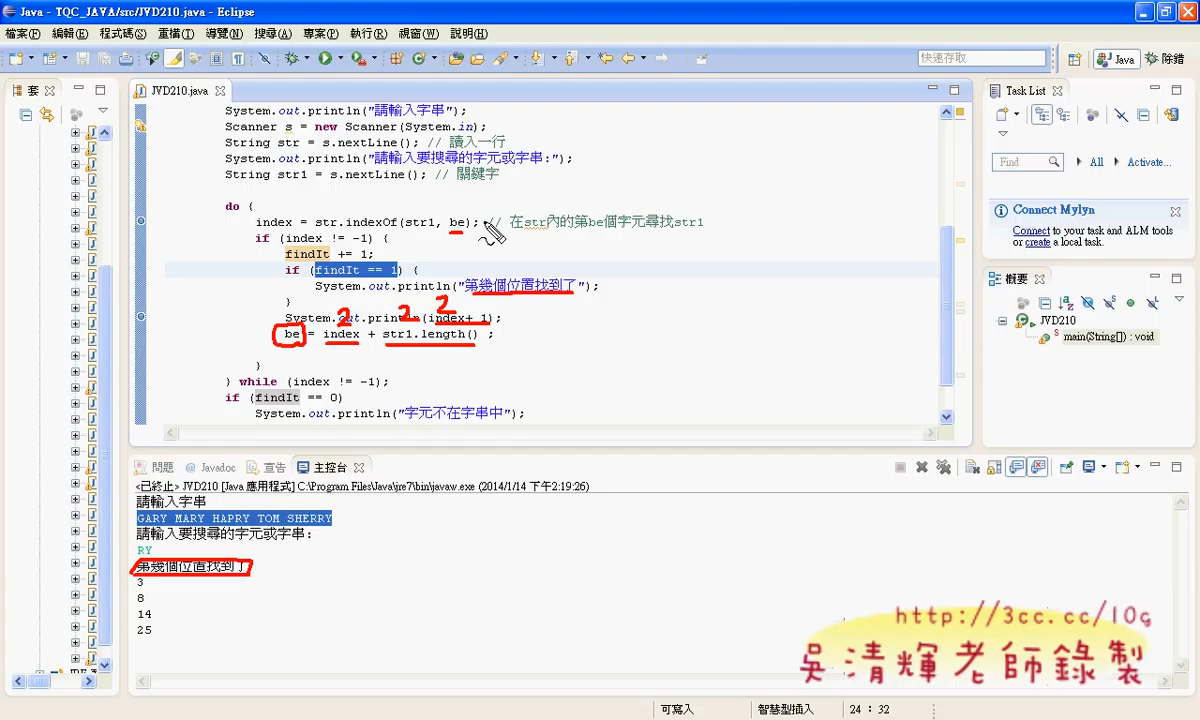 Java - TQC_JAVA/src/JVD210.java - Eclipse
檔案(F) 編輯(E) 程式碼(S) 重構(T) 導覽(N) 搜尋(A) 專案(P) 執行(R) 視窗(W) 說明(H)
快速存取
Java
除錯
套
JVD210.java
System.out.println("請輸入字串");
Scanner s = new Scanner(System.in);
String str = s.nextLine(); // 讀入一行
System.out.println("請輸入要搜尋的字元或字串:");
String str1 = s.nextLine(); // 關鍵字
do {
index = str.indexOf(str1, be); // 在str內的第be個字元尋找str1
if (index != -1) {
findIt += 1;
if (findIt == 1) {
System.out.println("第幾個位置找到了");
}
2 2 2
System.out.println(index+ 1);
be = index + str1.length() ;
}
} while (index != -1);
if (findIt == 0)
System.out.println("字元不在字串中");
Task List
Find
All
Activate...
Connect Mylyn
Connect to your task and ALM tools
or create a local task.
概要
JVD210
main(String[]) : void
問題 @ Javadoc 宣告 主控台
<已終止> JVD210 [Java 應用程式] C:\Program Files\Java\jre7\bin\javaw.exe (2014/1/14 下午2:19:26)
請輸入字串
GARY MARY HAPRY TOM SHERRY
請輸入要搜尋的字元或字串:
RY
第幾個位置找到了
3
8
14
25
http://3cc.cc/10g
吳清輝老師錄製
可寫入
智慧型插入
24 : 32